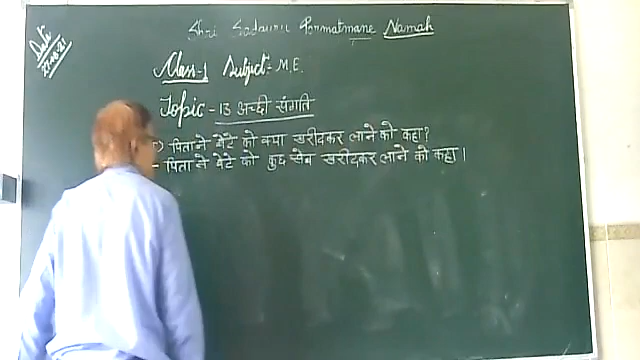 Shri Sadguru Parmatmane Namah
Date
Class-1 Subject- M.E.
Topic - 13 अच्छी संगति
पिता ने बेटे को क्या खरीदकर लाने को कहा?
- पिता ने बेटे को कुछ सेब खरीदकर लाने को कहा।